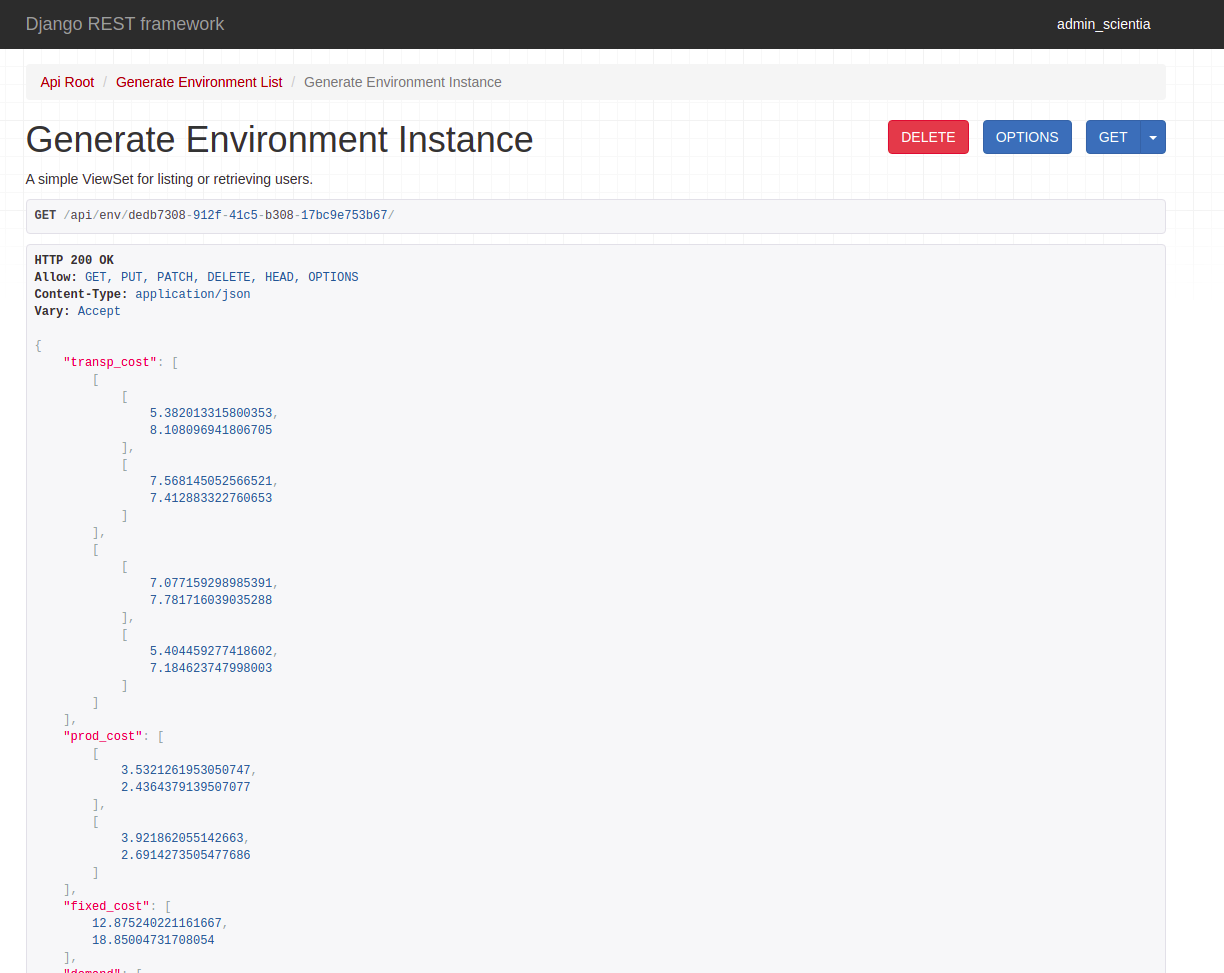 Django REST framework
admin_scientia
Api Root / Generate Environment List / Generate Environment Instance
Generate Environment Instance
DELETE
OPTIONS
GET
A simple ViewSet for listing or retrieving users.
GET /api/env/dedb7308-912f-41c5-b308-17bc9e753b67/
HTTP 200 OK
Allow: GET, PUT, PATCH, DELETE, HEAD, OPTIONS
Content-Type: application/json
Vary: Accept
{
"transp_cost": [
[
[
5.382013315800353,
8.108096941806705
],
[
7.568145052566521,
7.412883322760653
]
],
[
[
7.077159298985391,
7.781716039035288
],
[
5.404459277418602,
7.184623747998003
]
]
],
"prod_cost": [
[
3.5321261953050747,
2.4364379139507077
],
[
3.921862055142663,
2.6914273505477686
]
],
"fixed_cost": [
12.875240221161667,
18.85004731708054
],
"demand": [